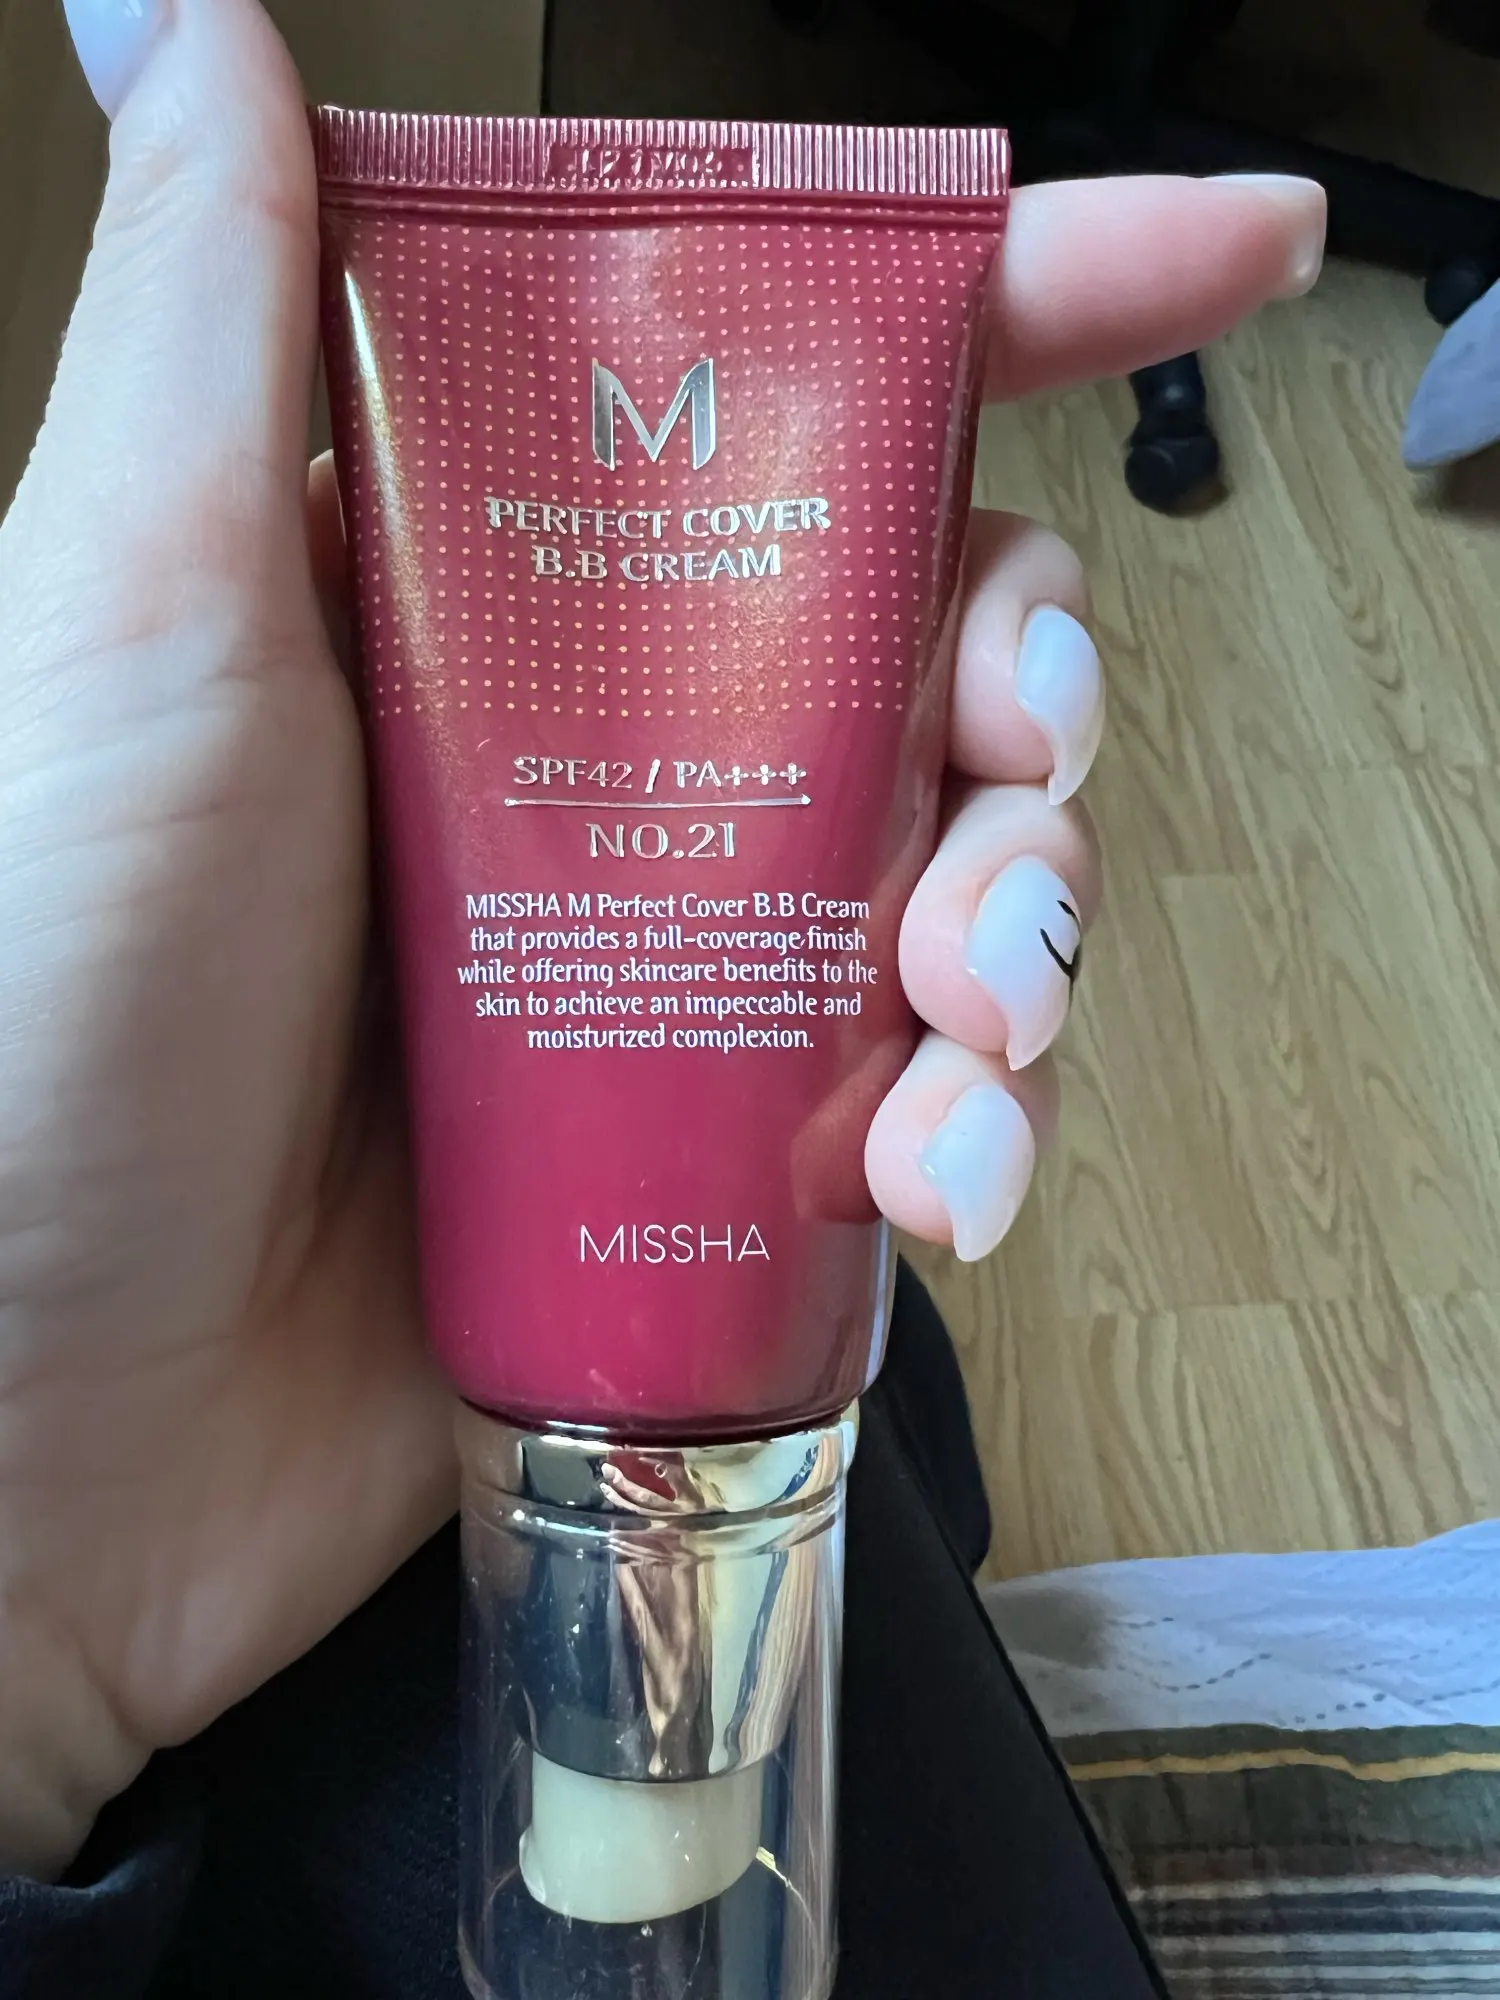 M
PERFECT COVER
B.B CREAM
SPF42 / PA+++
NO.21
MISSHA M Perfect Cover B.B Cream
that provides a full-coverage finish
while offering skincare benefits to the
skin to achieve an impeccable and
moisturized complexion.
MISSHA